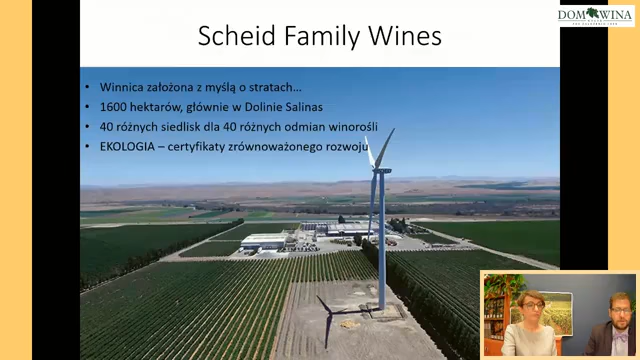 Scheid Family Wines
DOM WINA
• Winnica założona z myślą o stratach...
• 1600 hektarów, głównie w Dolinie Salinas
• 40 różnych siedlisk dla 40 różnych odmian winorośli
• EKOLOGIA – certyfikaty zrównoważonego rozwoju